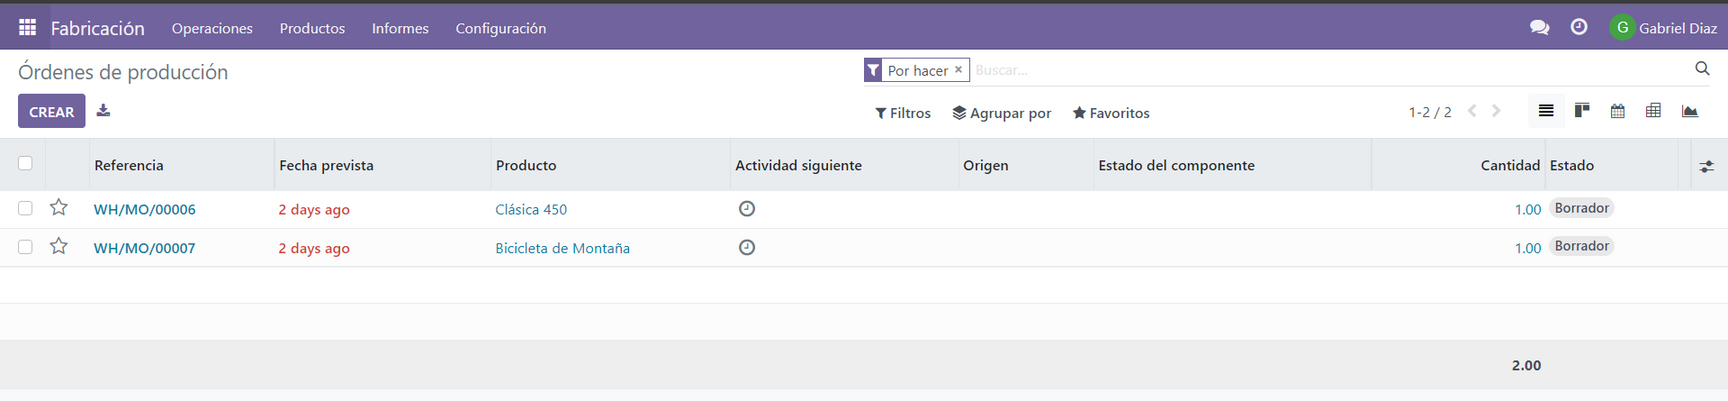 Fabricación Operaciones Productos Informes Configuración G Gabriel Diaz
Órdenes de producción Por hacer × Buscar...
CREAR Filtros Agrupar por Favoritos 1-2 / 2
Referencia Fecha prevista Producto Actividad siguiente Origen Estado del componente Cantidad Estado
WH/MO/00006 2 days ago Clásica 450 1.00 Borrador
WH/MO/00007 2 days ago Bicicleta de Montaña 1.00 Borrador
2.00